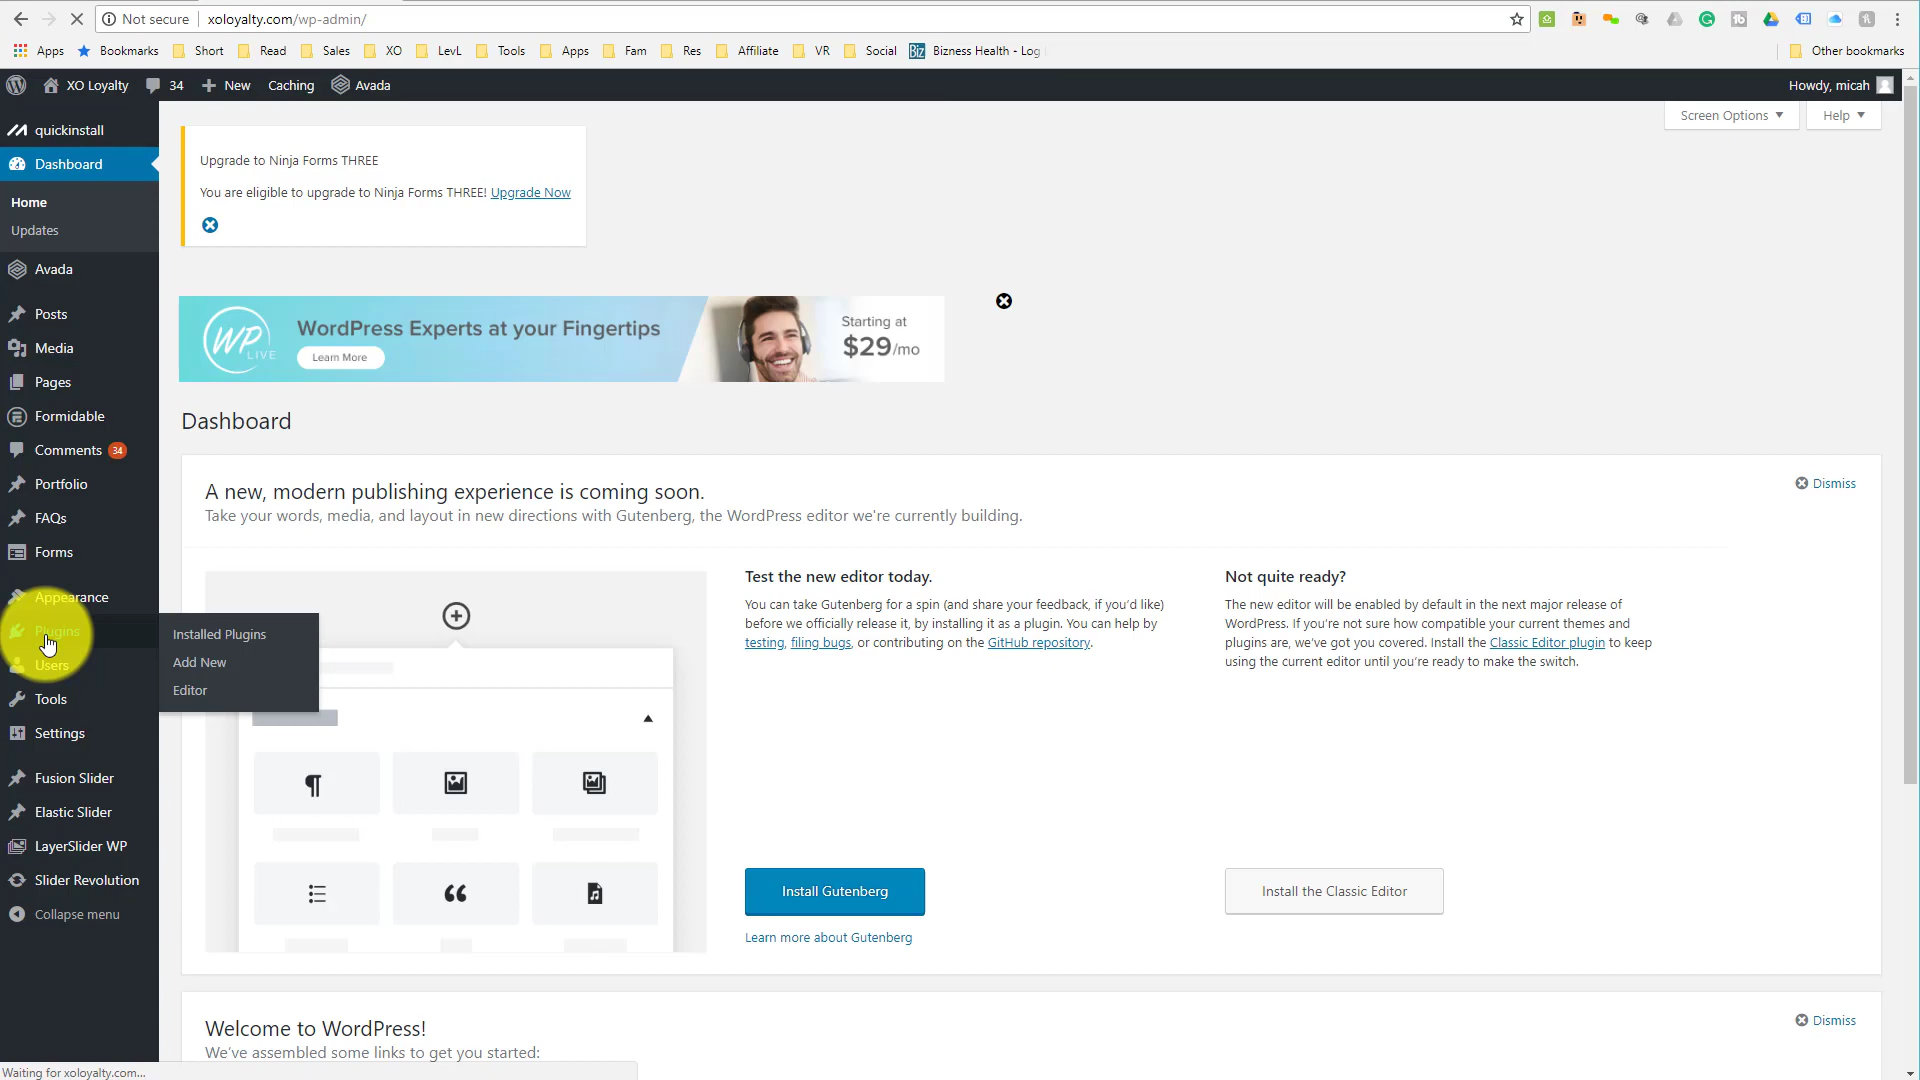 Not secure | xoloyalty.com/wp-admin/
Apps Bookmarks Short Read Sales XO LevL Tools Apps Fam Res Affiliate VR Social Biz Bizness Health - Log Other bookmarks
XO Loyalty 34 New Caching Avada Howdy, micah
Screen Options Help
quickinstall
Dashboard
Home
Updates
Avada
Posts
Media
Pages
Formidable
Comments 34
Portfolio
FAQs
Forms
Appearance
Plugins
Users
Tools
Settings
Fusion Slider
Elastic Slider
LayerSlider WP
Slider Revolution
Collapse menu
Installed Plugins
Add New
Editor
Upgrade to Ninja Forms THREE
You are eligible to upgrade to Ninja Forms THREE! Upgrade Now
WP LIVE
WordPress Experts at your Fingertips
Learn More
Starting at
$29/mo
Dashboard
A new, modern publishing experience is coming soon.
Dismiss
Take your words, media, and layout in new directions with Gutenberg, the WordPress editor we're currently building.
Test the new editor today.
You can take Gutenberg for a spin (and share your feedback, if you'd like)
before we officially release it, by installing it as a plugin. You can help by
testing, filing bugs, or contributing on the GitHub repository.
Install Gutenberg
Learn more about Gutenberg
Not quite ready?
The new editor will be enabled by default in the next major release of
WordPress. If you're not sure how compatible your current themes and
plugins are, we've got you covered. Install the Classic Editor plugin to keep
using the current editor until you're ready to make the switch.
Install the Classic Editor
Welcome to WordPress!
Dismiss
We've assembled some links to get you started:
Waiting for xoloyalty.com...